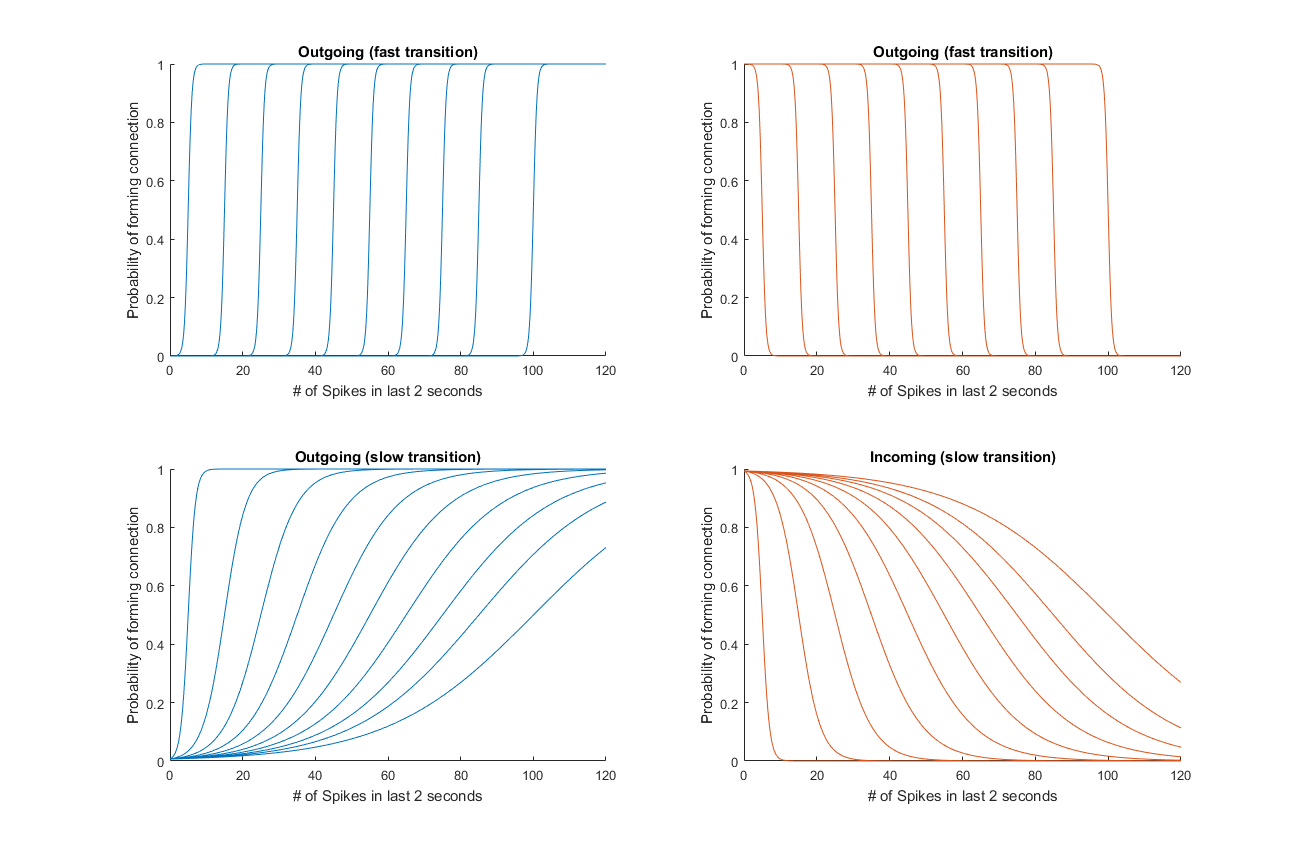 Outgoing (fast transition)
Probability of forming connection
1
0.8
0.6
0.4
0.2
0
0 20 40 60 80 100 120
# of Spikes in last 2 seconds
Outgoing (fast transition)
Probability of forming connection
1
0.8
0.6
0.4
0.2
0
0 20 40 60 80 100 120
# of Spikes in last 2 seconds
Outgoing (slow transition)
Probability of forming connection
1
0.8
0.6
0.4
0.2
0
0 20 40 60 80 100 120
# of Spikes in last 2 seconds
Incoming (slow transition)
Probability of forming connection
1
0.8
0.6
0.4
0.2
0
0 20 40 60 80 100 120
# of Spikes in last 2 seconds